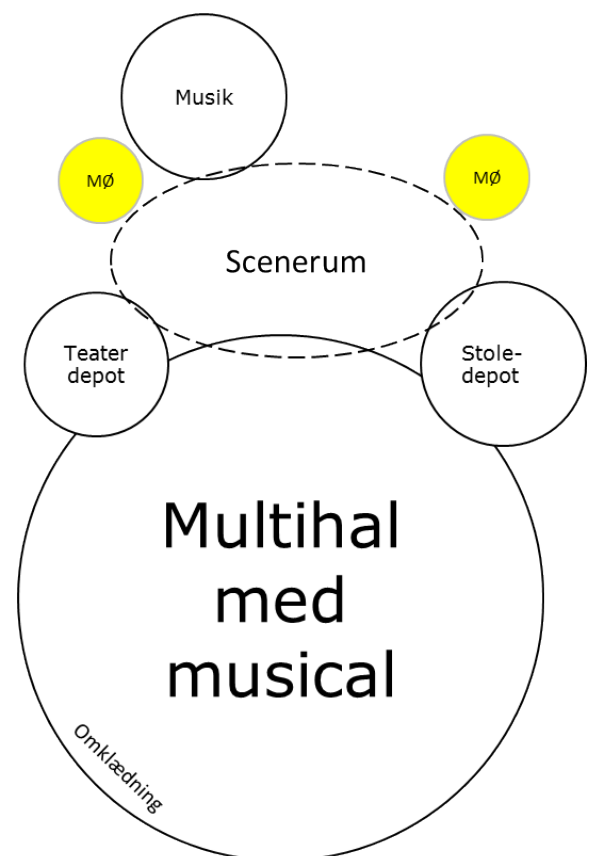 Musik
MØ
MØ
Scenerum
Teater
depot
Stole-
depot
Multihal
med
musical
Omklædning